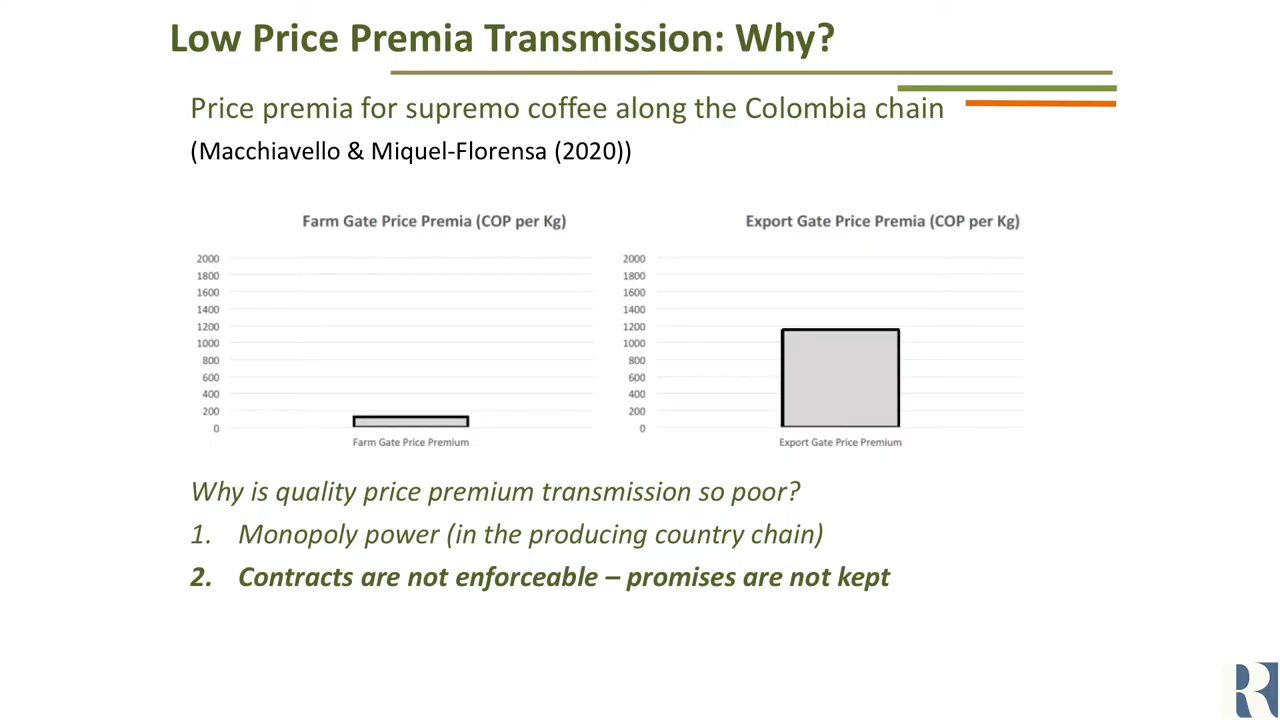 Low Price Premia Transmission: Why?
Price premia for supremo coffee along the Colombia chain
(Macchiavello & Miquel-Florensa (2020))
Farm Gate Price Premia (COP per Kg)
2000
1800
1600
1400
1200
1000
800
600
400
200
0
Farm Gate Price Premium
Export Gate Price Premia (COP per Kg)
2000
1800
1600
1400
1200
1000
800
600
400
200
0
Export Gate Price Premium
Why is quality price premium transmission so poor?
1. Monopoly power (in the producing country chain)
2. Contracts are not enforceable – promises are not kept
R